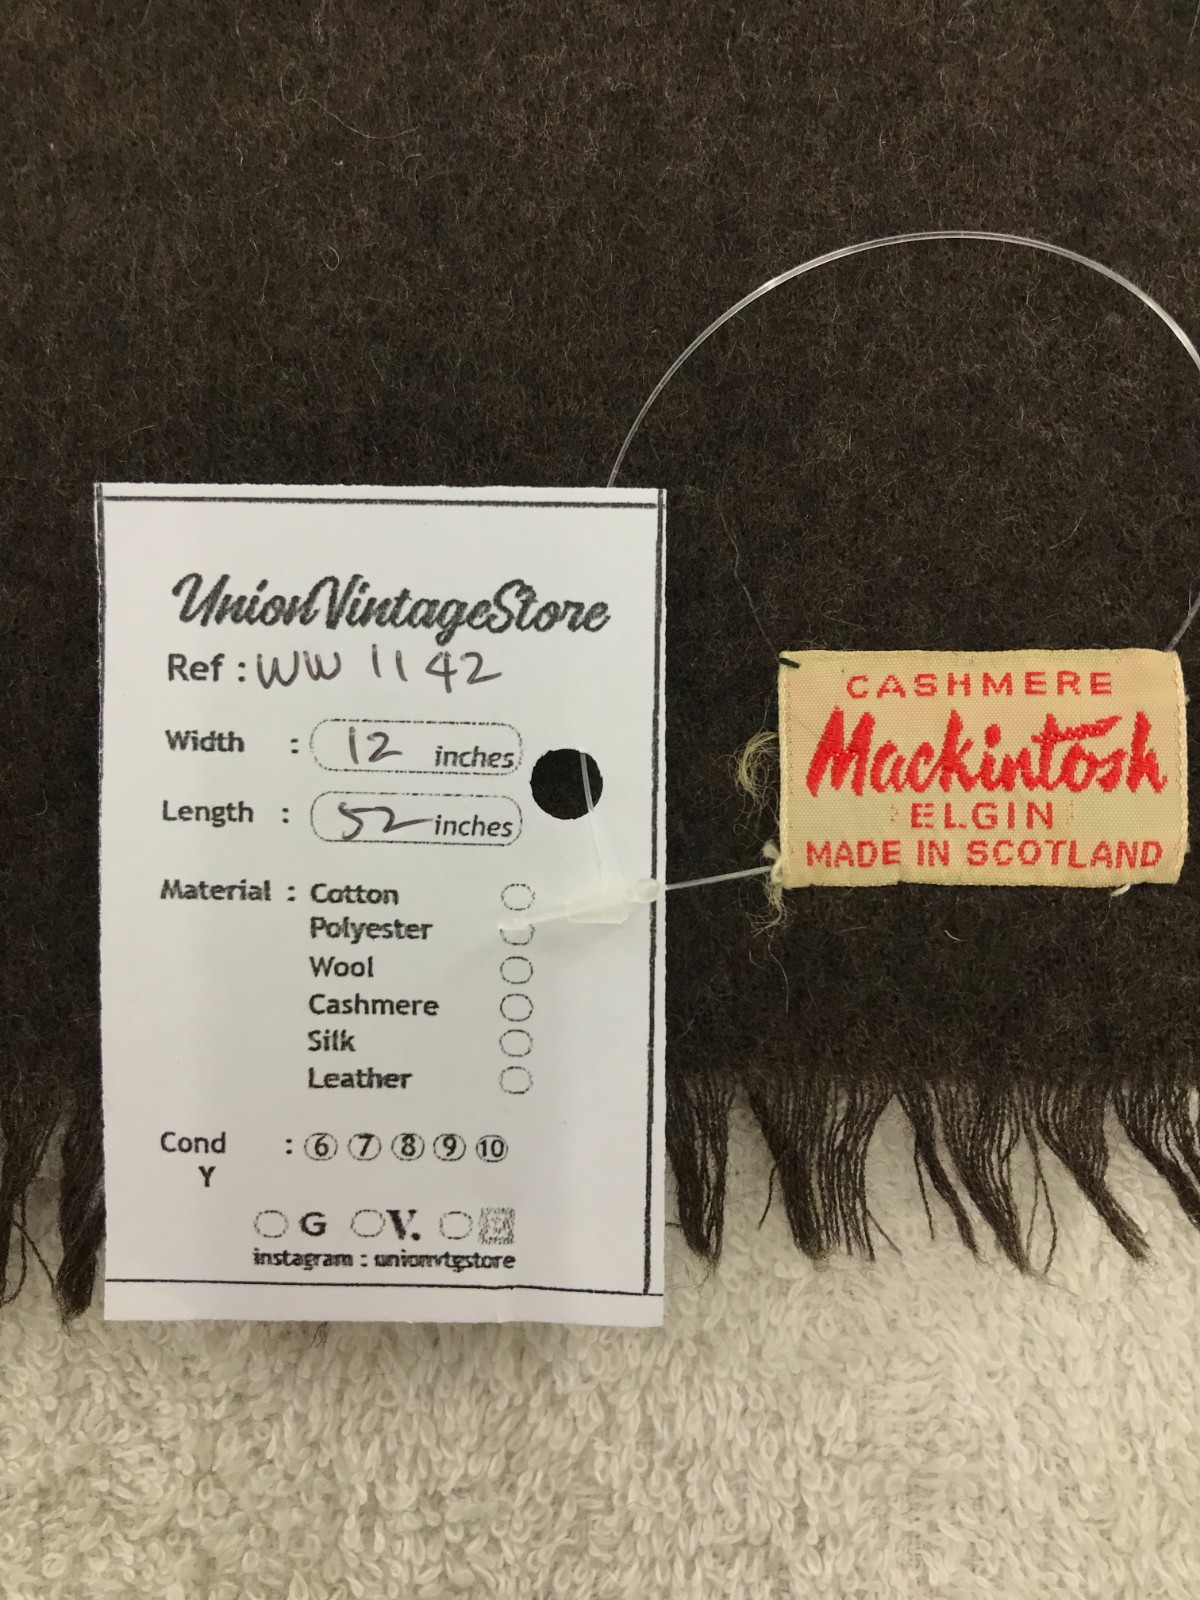 UnionVintageStore
Ref : WW 1142
Width : 12 inches
Length : 52 inches
Material : Cotton
Polyester
Wool
Cashmere
Silk
Leather
Cond : 6 7 8 9 10
Y
G V.
instagram : unionvtgstore
CASHMERE
Mackintosh
ELGIN
MADE IN SCOTLAND